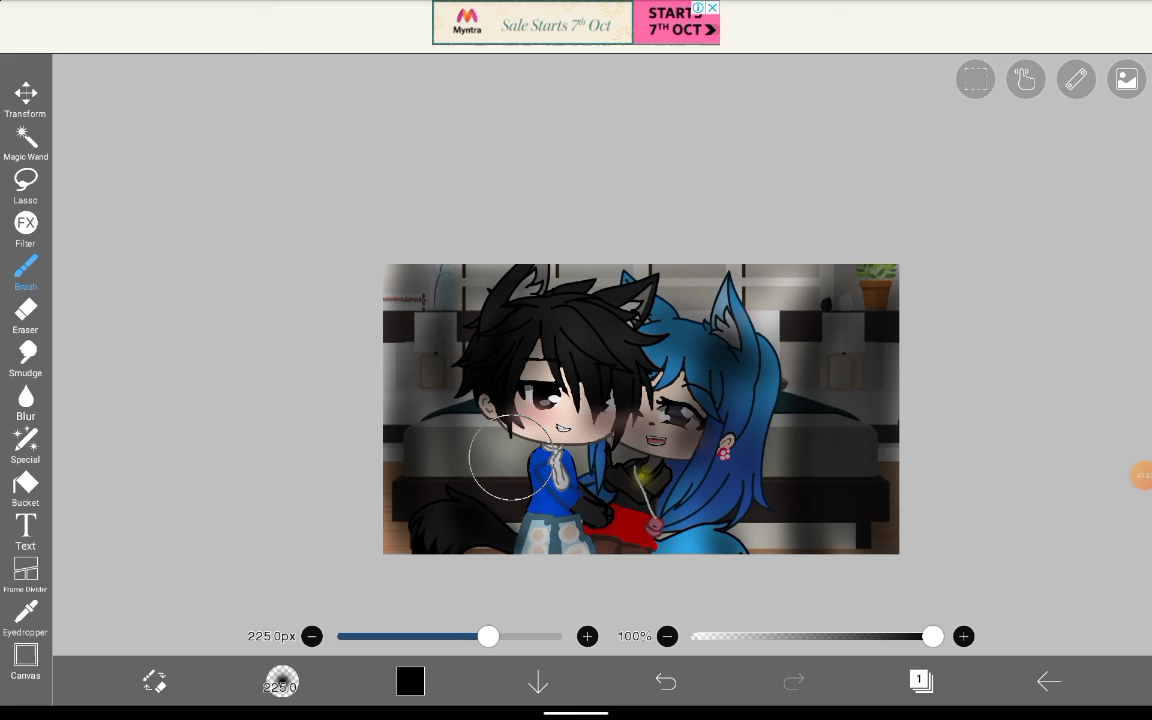 Myntra
Sale Starts 7th Oct
STARTS
7TH OCT
Transform
Magic Wand
Lasso
FX
Filter
Brush
Eraser
Smudge
Blur
Special
Bucket
T
Text
Frame Divider
Eyedropper
Canvas
225.0px
100%
225.0
1